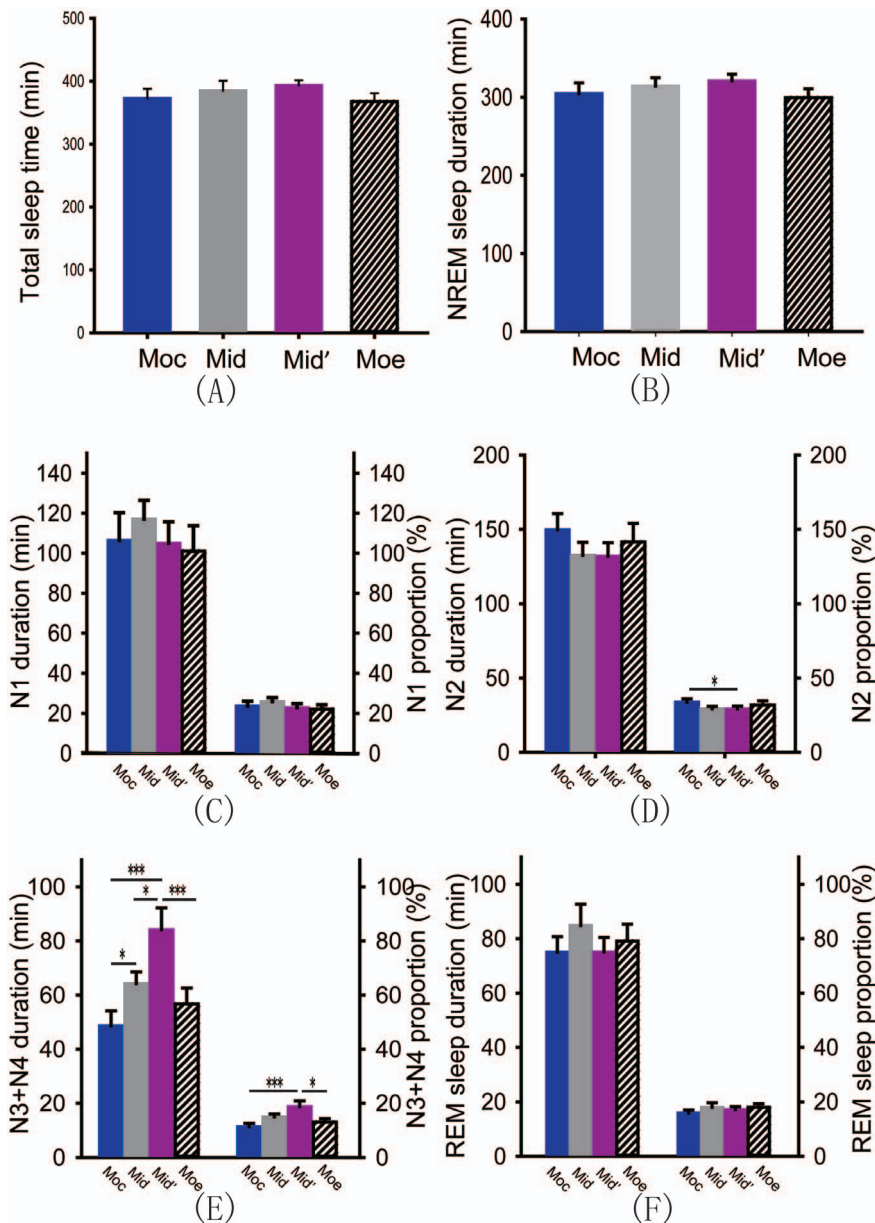 Total sleep time (min)
500
400
300
200
100
0
Moc Mid Mid' Moe
(A)
NREM sleep duration (min)
400
300
200
100
0
Moc Mid Mid' Moe
(B)
N1 duration (min)
140
120
100
80
60
40
20
0
Moc Mid Mid' Moe
Moc Mid Mid' Moe
140
120
100
80
60
40
20
0
N1 proportion (%)
(C)
N2 duration (min)
200
150
100
50
0
*
Moc Mid Mid' Moe
Moc Mid Mid' Moe
200
150
100
50
0
N2 proportion (%)
(D)
N3+N4 duration (min)
100
80
60
40
20
0
***
* ***
*
*** *
Moc Mid Mid' Moe
Moc Mid Mid' Moe
100
80
60
40
20
0
N3+N4 proportion (%)
(E)
REM sleep duration (min)
100
80
60
40
20
0
Moc Mid Mid' Moe
Moc Mid Mid' Moe
100
80
60
40
20
0
REM sleep proportion (%)
(F)